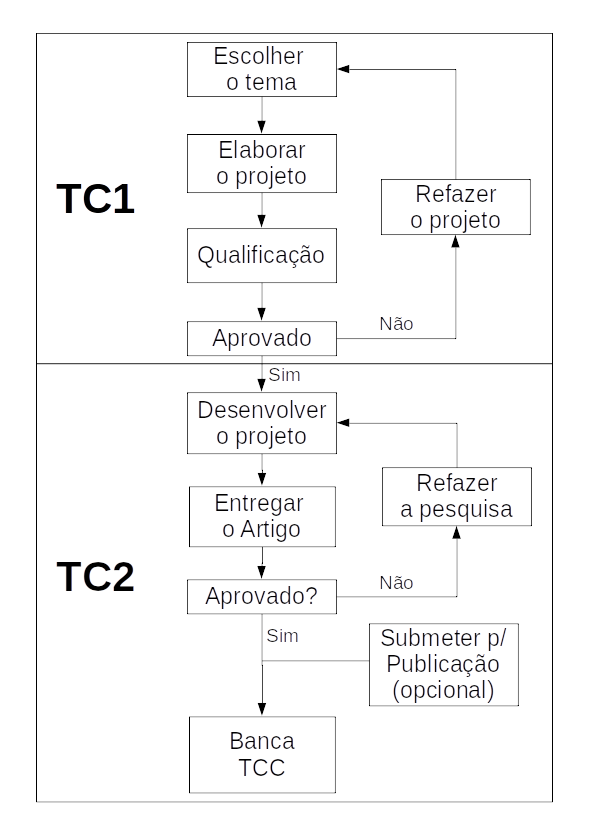 Escolher
o tema
Elaborar
o projeto
TC1
Refazer
o projeto
Qualificação
Não
Aprovado
Sim
Desenvolver
o projeto
Refazer
a pesquisa
Entregar
o Artigo
TC2
Não
Aprovado?
Sim
Submeter p/
Publicação
(opcional)
Banca
TCC